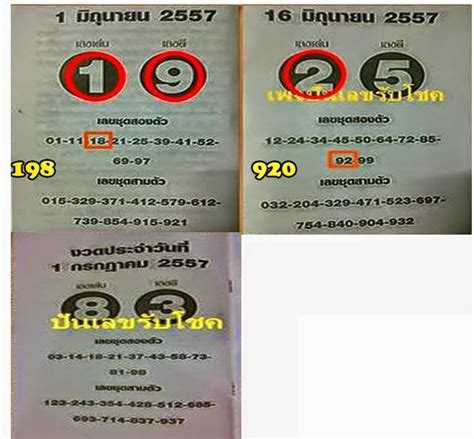 1 มิถุนายน 2557
เลขเด่น เลขดี
1 9
เลขชุดสองตัว
01-11-18-21-25-39-41-52-
69-97
198
เลขชุดสามตัว
015-329-371-412-579-612-
739-854-915-921
16 มิถุนายน 2557
เลขเด่น เลขดี
2 5
เลขชุดสองตัว
12-24-34-45-50-64-72-85-
92-99
920
เลขชุดสามตัว
032-204-329-471-523-697-
754-840-904-932
งวดประจำวันที่
1 กรกฎาคม 2557
เลขเด่น เลขดี
8 3
ปันเลขรับโชค
เลขชุดสองตัว
03-14-18-21-37-43-58-73-
81-98
เลขชุดสามตัว
123-243-354-428-512-685-
693-714-837-937